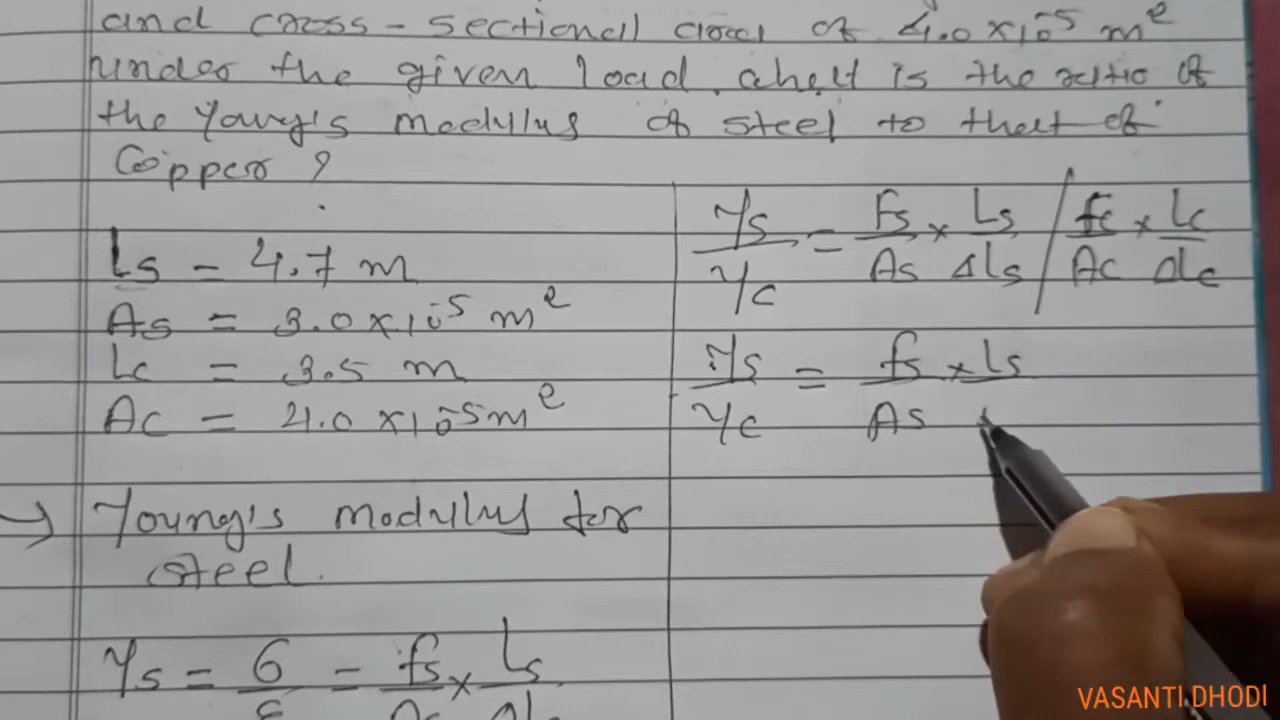 and cross-sectional area of 4.0×10⁻⁵ m²
under the given load. what is the ratio of
the Young's modulus of steel to that of
Copper ?
Ls = 4.7 m
As = 3.0×10⁻⁵ m²
Lc = 3.5 m
Ac = 4.0×10⁻⁵ m²
→ Young's modulus for
steel.
Ys = 6 = fs × Ls
Ys = Fs × Ls / fc × Lc
Yc As Δls Ac Δlc
Ys = fs × Ls
Yc As
VASANTI DHODI